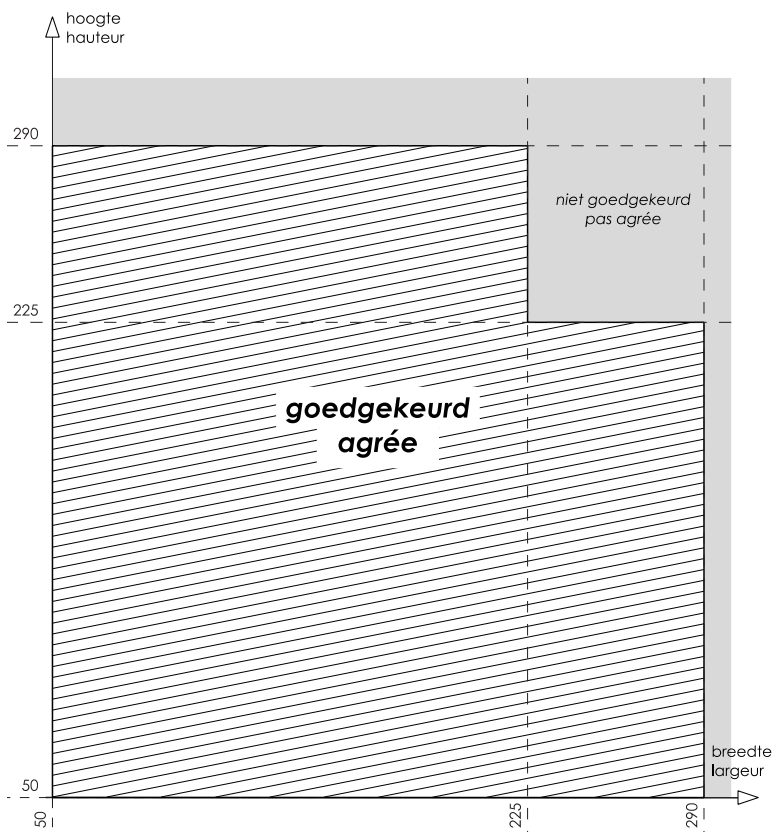 hoogte
hauteur
290
niet goedgekeurd
pas agrée
225
goedgekeurd
agrée
breedte
largeur
50
50
225
290